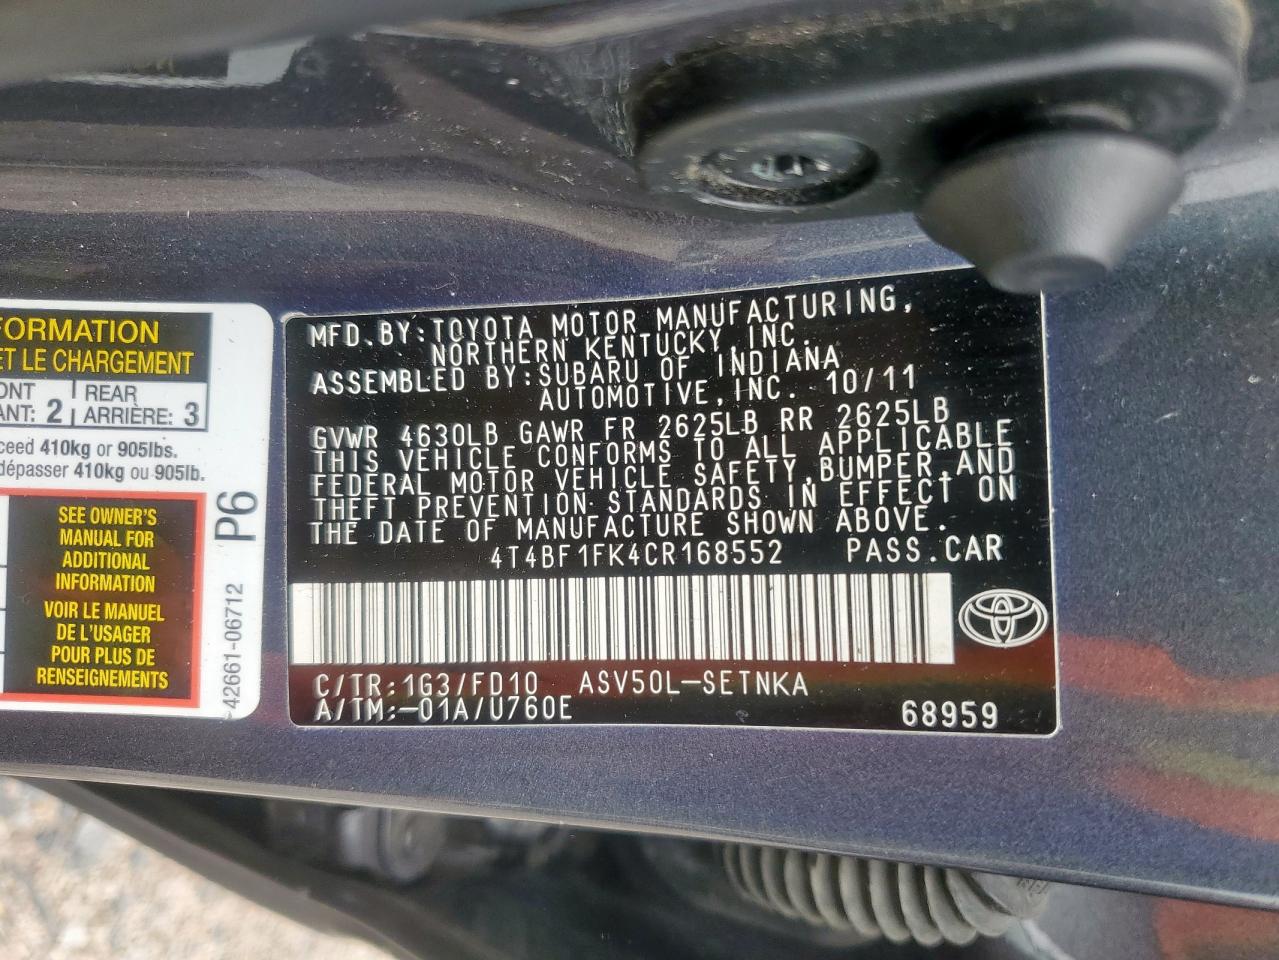 FORMATION
ET LE CHARGEMENT
ONT
ANT: 2
REAR
ARRIÈRE: 3
ceed 410kg or 905lbs.
dépasser 410kg ou 905lb.
SEE OWNER'S
MANUAL FOR
ADDITIONAL
INFORMATION
VOIR LE MANUEL
DE L'USAGER
POUR PLUS DE
RENSEIGNEMENTS
P6
42661-06712
MFD.BY:TOYOTA MOTOR MANUFACTURING,
NORTHERN KENTUCKY,INC.
ASSEMBLED BY:SUBARU OF INDIANA
AUTOMOTIVE,INC. 10/11
GVWR 4630LB GAWR FR 2625LB RR 2625LB
THIS VEHICLE CONFORMS TO ALL APPLICABLE
FEDERAL MOTOR VEHICLE SAFETY,BUMPER,AND
THEFT PREVENTION STANDARDS IN EFFECT ON
THE DATE OF MANUFACTURE SHOWN ABOVE.
4T4BF1FK4CR168552 PASS.CAR
C/TR:1G3/FD10 ASV50L-SETNKA
A/TM:-01A/U760E
68959